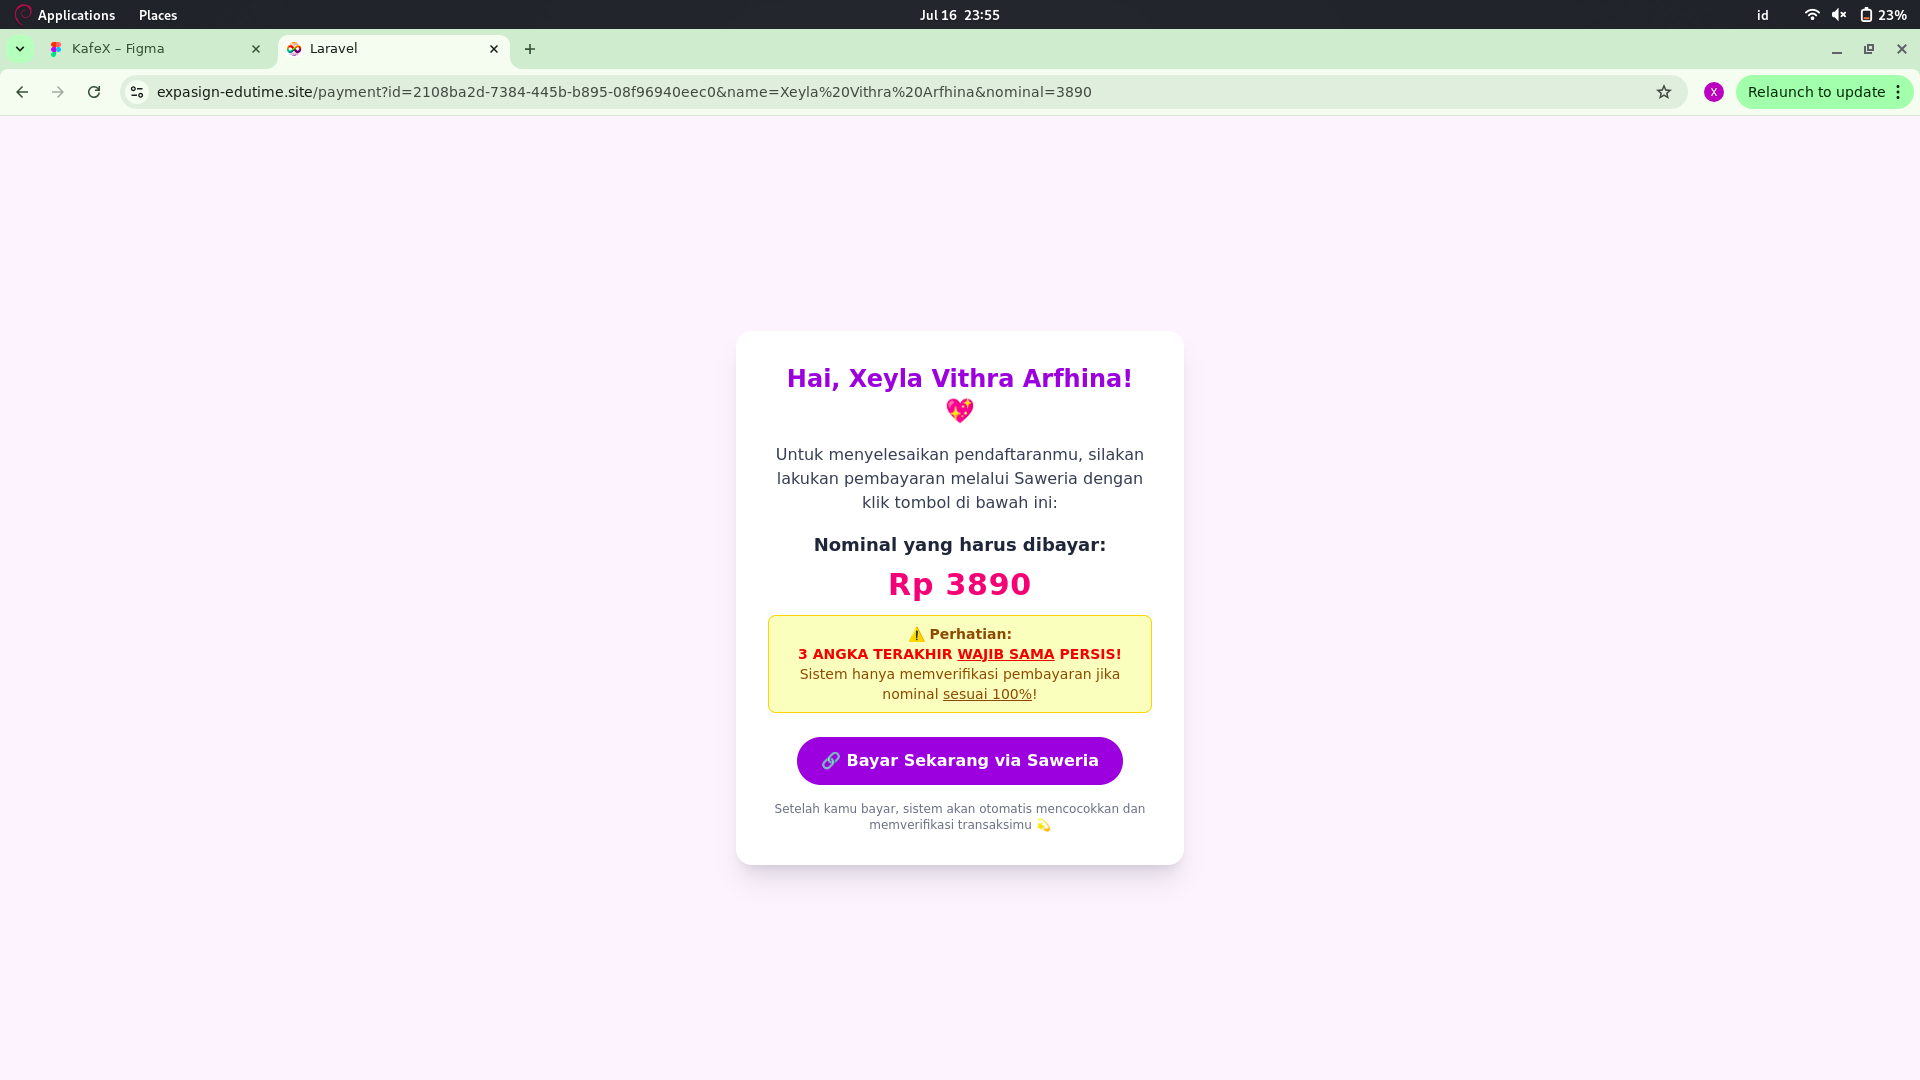 Applications Places Jul 16 23:55 id 23%
KafeX – Figma Laravel
expasign-edutime.site/payment?id=2108ba2d-7384-445b-b895-08f96940eec0&name=Xeyla%20Vithra%20Arfhina&nominal=3890 X Relaunch to update
Hai, Xeyla Vithra Arfhina!
💖
Untuk menyelesaikan pendaftaranmu, silakan
lakukan pembayaran melalui Saweria dengan
klik tombol di bawah ini:
Nominal yang harus dibayar:
Rp 3890
⚠️ Perhatian:
3 ANGKA TERAKHIR WAJIB SAMA PERSIS!
Sistem hanya memverifikasi pembayaran jika
nominal sesuai 100%!
🔗 Bayar Sekarang via Saweria
Setelah kamu bayar, sistem akan otomatis mencocokkan dan
memverifikasi transaksimu 💫